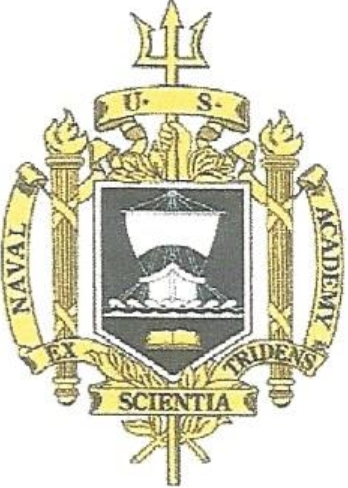 U· S·
NAVAL
ACADEMY
EX
TRIDENS
SCIENTIA